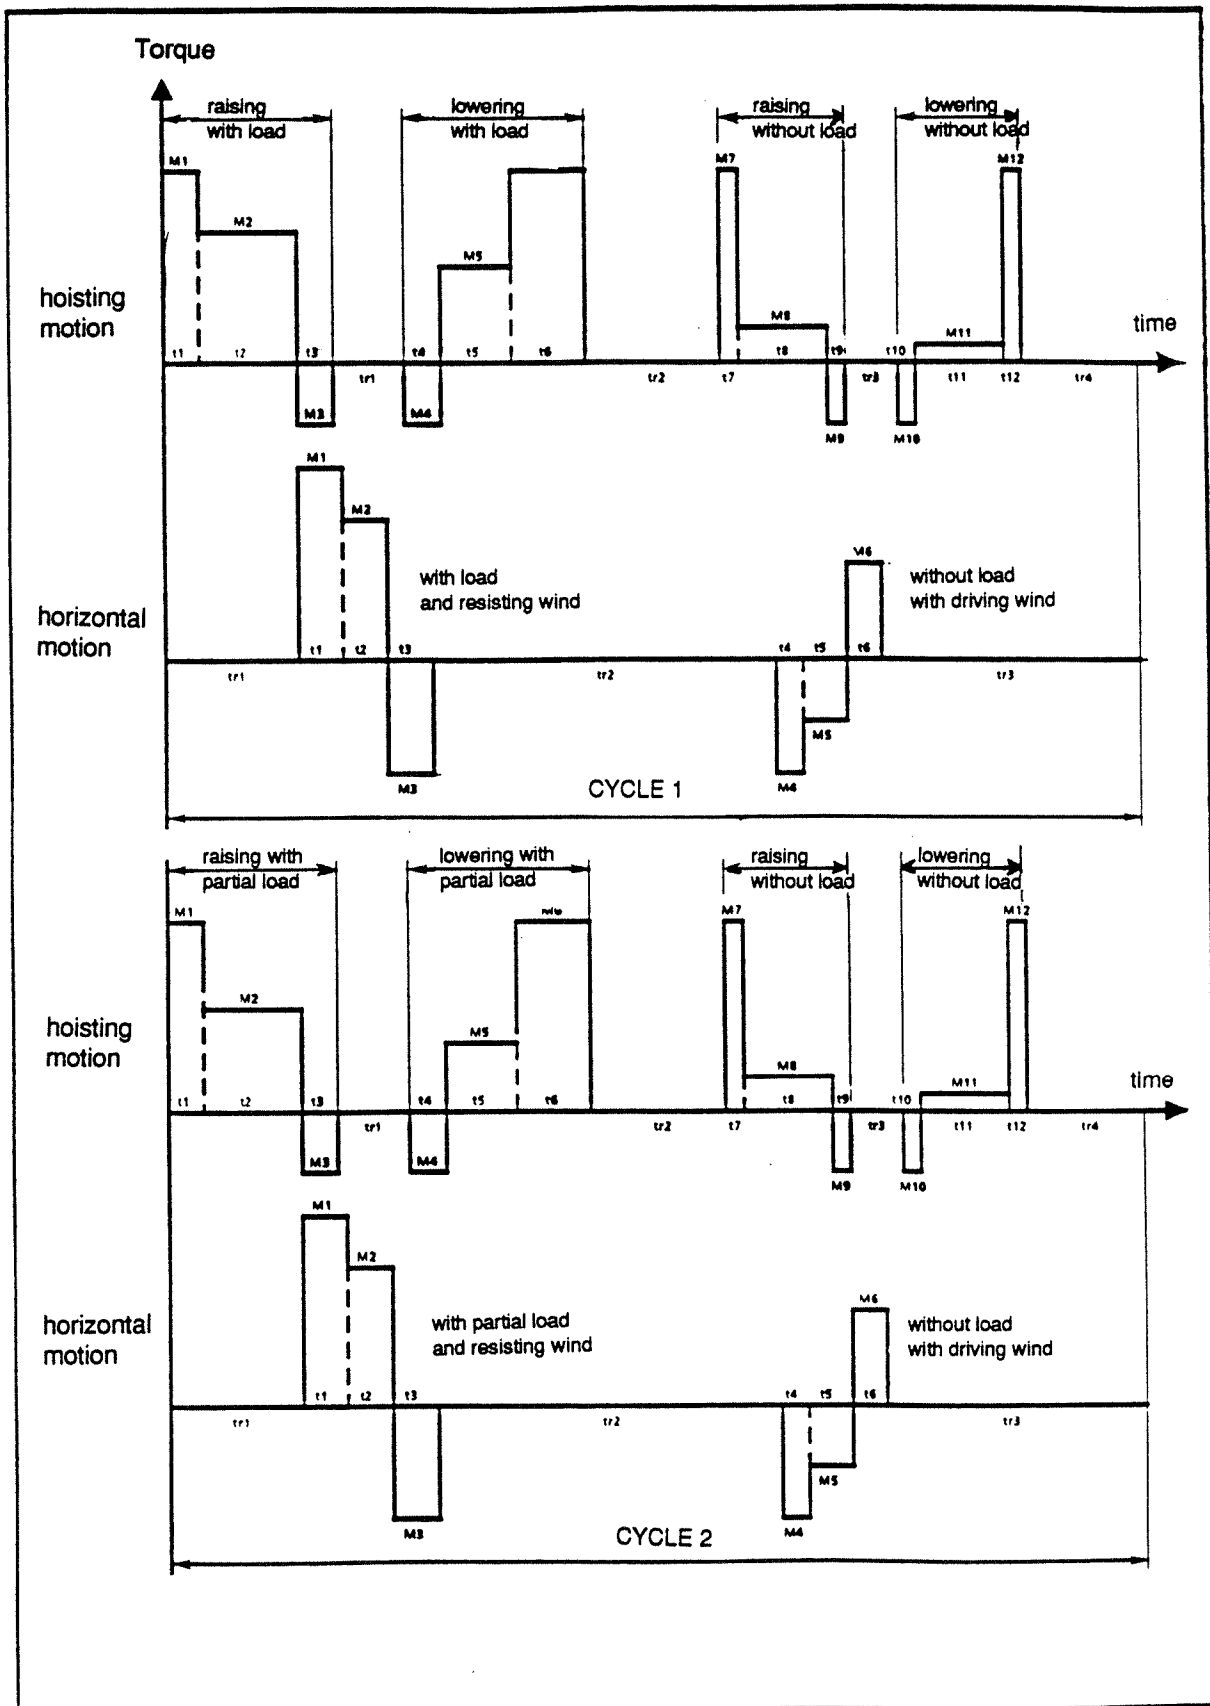 Torque
raising
with load
lowering
with load
raising
without load
lowering
without load
M1
M7
M12
M2
M5
M8
M11
hoisting
motion
time
t1 t2 t3 t4 t5 t6 t8 t9 t10
tr1 tr2 t7 tr3 t11 t12 tr4
M3 M4
M9 M10
M1
M2
M6
with load
and resisting wind
without load
with driving wind
horizontal
motion
t1 t2 t3 t4 t5 t6
tr1 tr2 tr3
M5
M3 M4
CYCLE 1
raising with
partial load
lowering with
partial load
raising
without load
lowering
without load
M1 M7 M12
M2
M5
M8
M11
hoisting
motion
time
t1 t2 t3 t4 t5 t6 t8 t9 t10
tr1 tr2 t7 tr3 t11 t12 tr4
M3 M4
M9 M10
M1
M2
M6
with partial load
and resisting wind
without load
with driving wind
horizontal
motion
t1 t2 t3 t4 t5 t6
tr1 tr2 tr3
M5
M3 M4
CYCLE 2